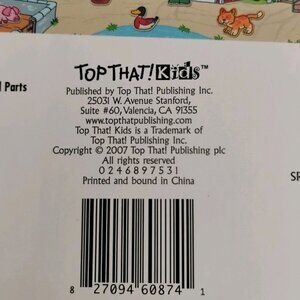 TOP THAT! Kids™
l Parts
Published by Top That! Publishing Inc.
25031 W. Avenue Stanford,
Suite #60, Valencia, CA 91355
www.topthatpublishing.com
Top That! Kids is a Trademark of
Top That! Publishing Inc.
Copyright © 2007 Top That! Publishing plc
All rights reserved
0 2 4 6 8 9 7 5 3 1
Printed and bound in China
SR
8 27094 60874 1